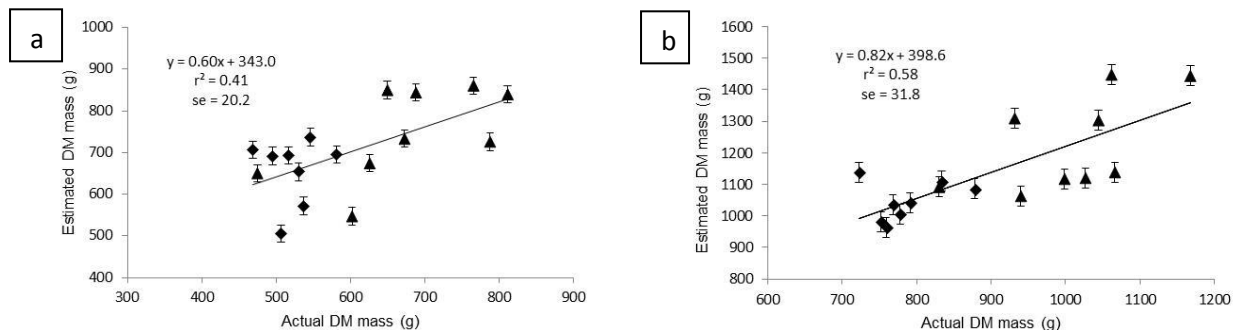 a
y = 0.60x + 343.0
r² = 0.41
se = 20.2
Estimated DM mass (g)
1000
900
800
700
600
500
400
300 400 500 600 700 800 900
Actual DM mass (g)
b
y = 0.82x + 398.6
r² = 0.58
se = 31.8
Estimated DM mass (g)
1600
1500
1400
1300
1200
1100
1000
900
800
600 700 800 900 1000 1100 1200
Actual DM mass (g)